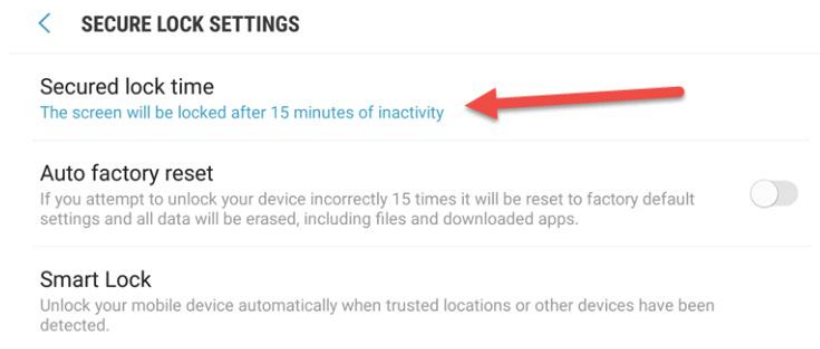 SECURE LOCK SETTINGS
Secured lock time
The screen will be locked after 15 minutes of inactivity
Auto factory reset
If you attempt to unlock your device incorrectly 15 times it will be reset to factory default
settings and all data will be erased, including files and downloaded apps.
Smart Lock
Unlock your mobile device automatically when trusted locations or other devices have been
detected.